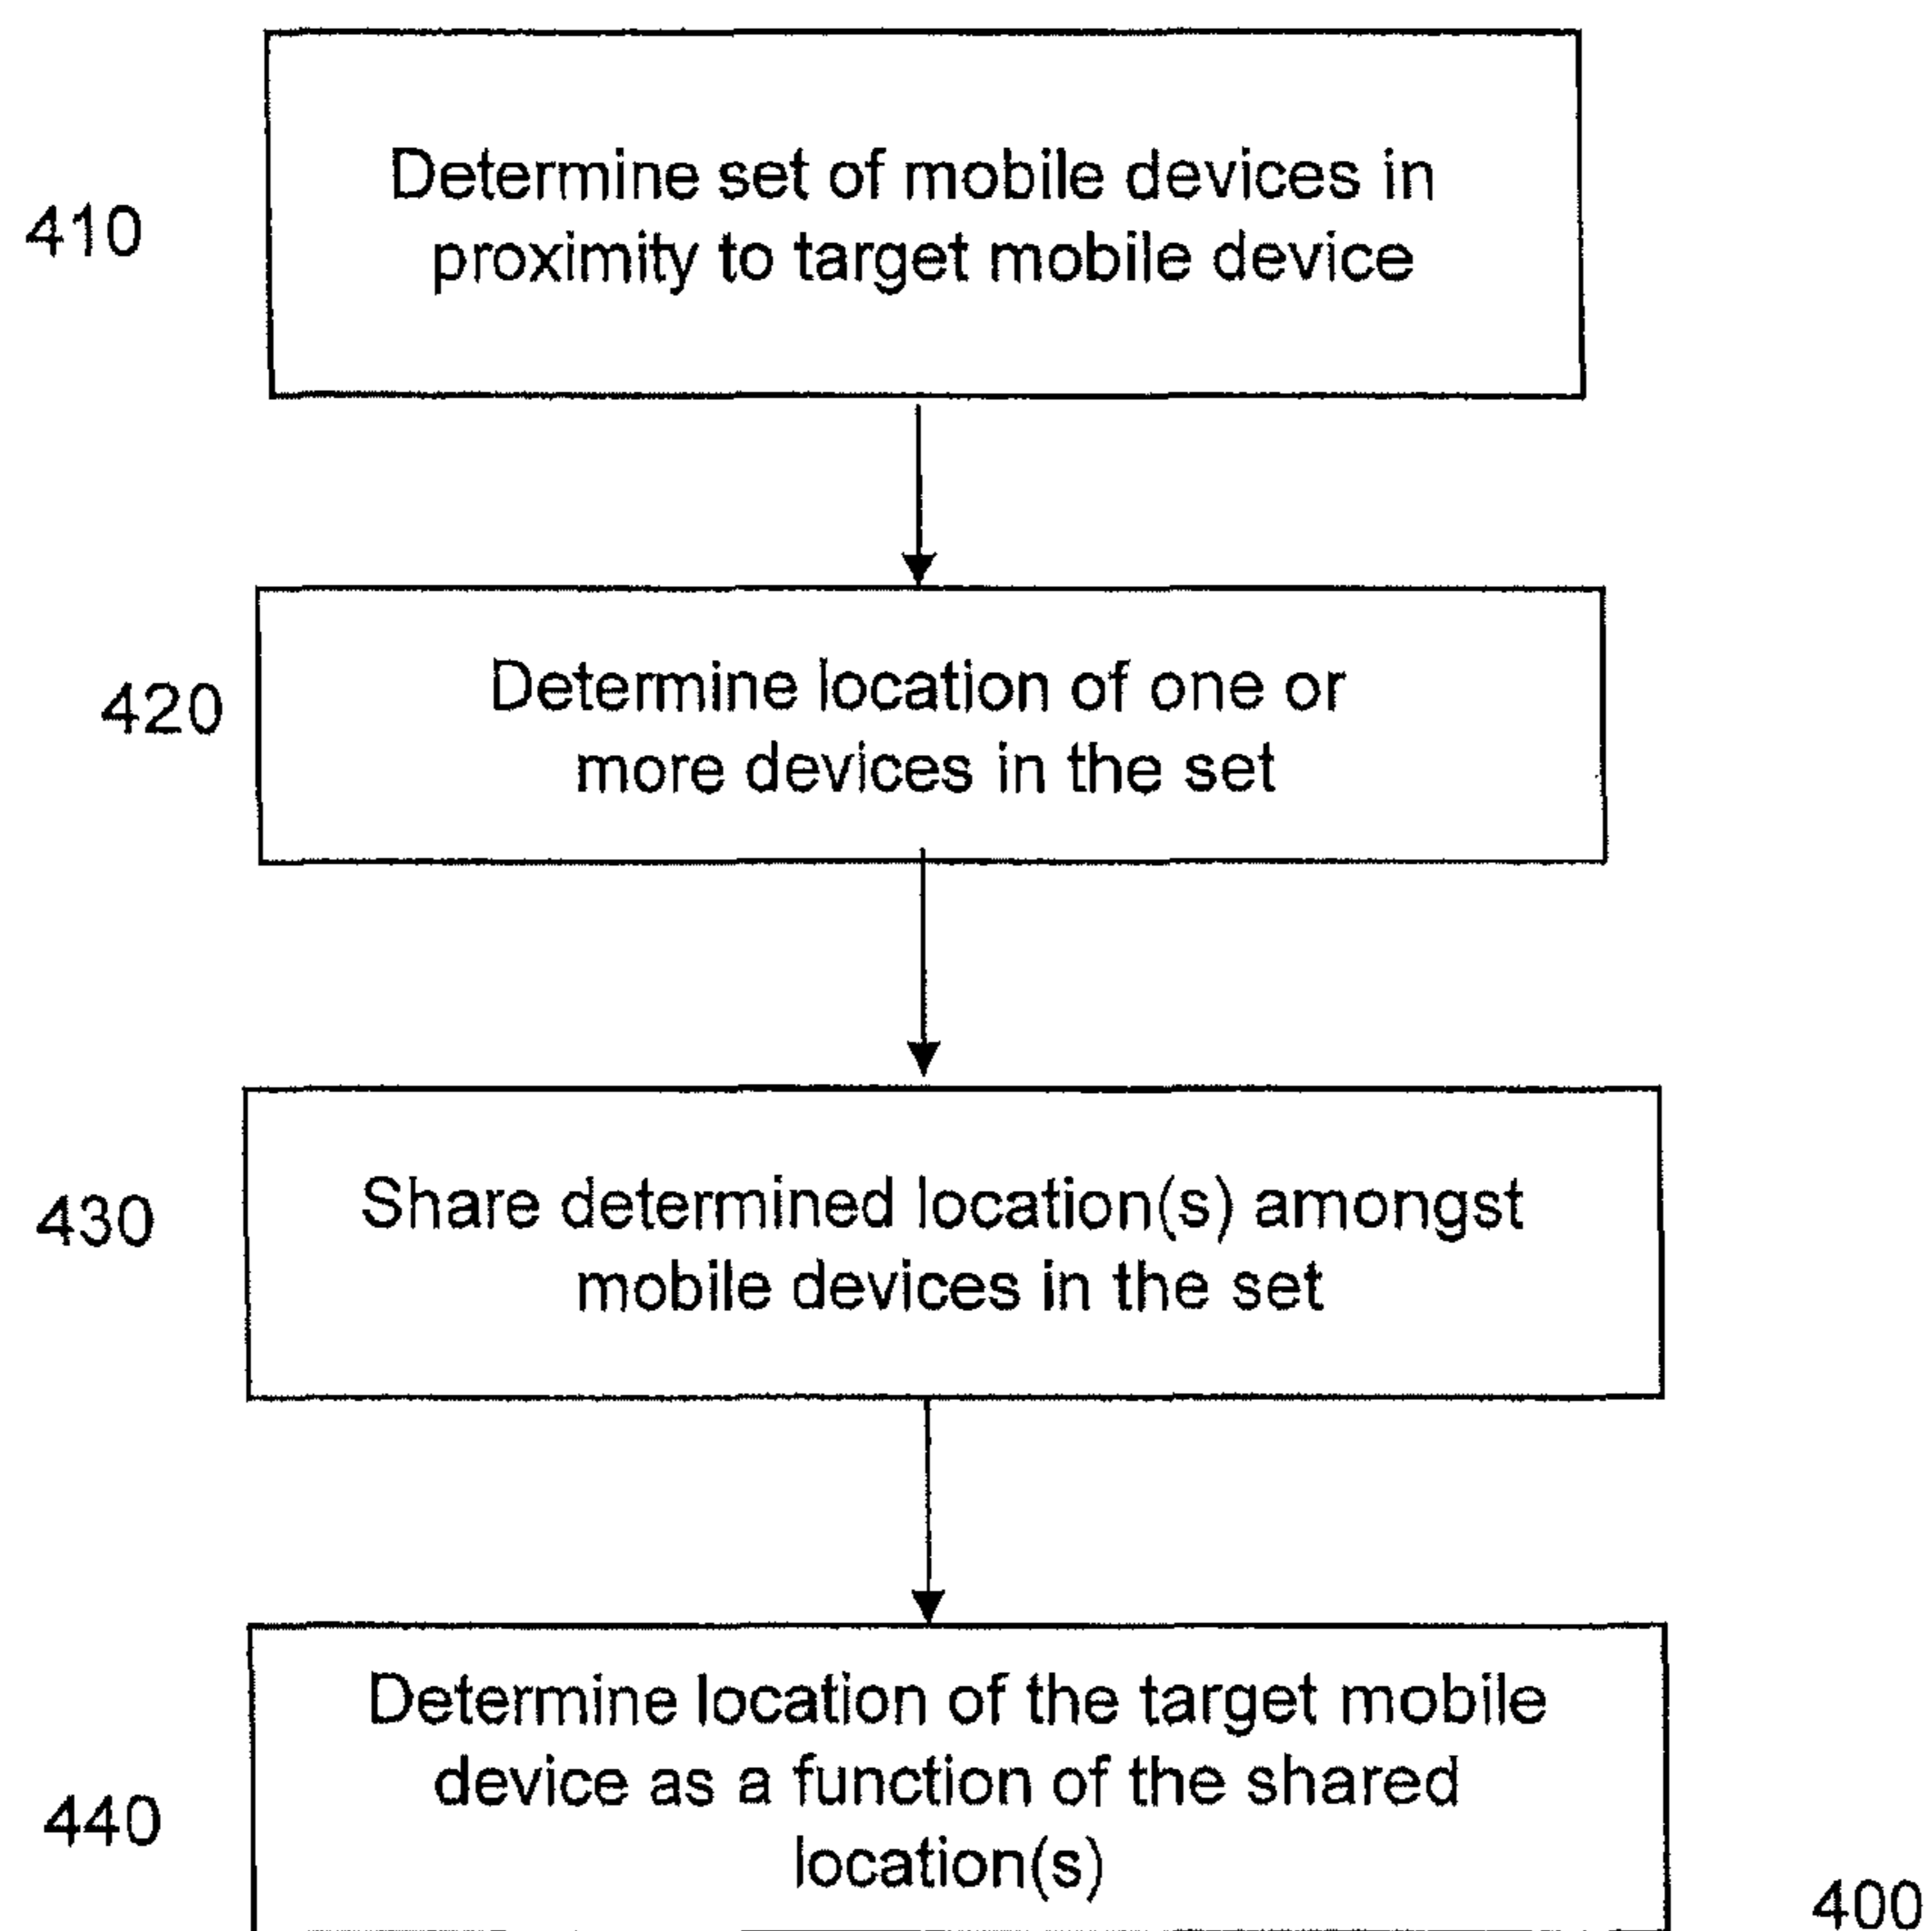 Determine set of mobile devices in
proximity to target mobile device
410
Determine location of one or
more devices in the set
420
Share determined location(s) amongst
mobile devices in the set
430
Determine location of the target mobile
device as a function of the shared
location(s)
440
400